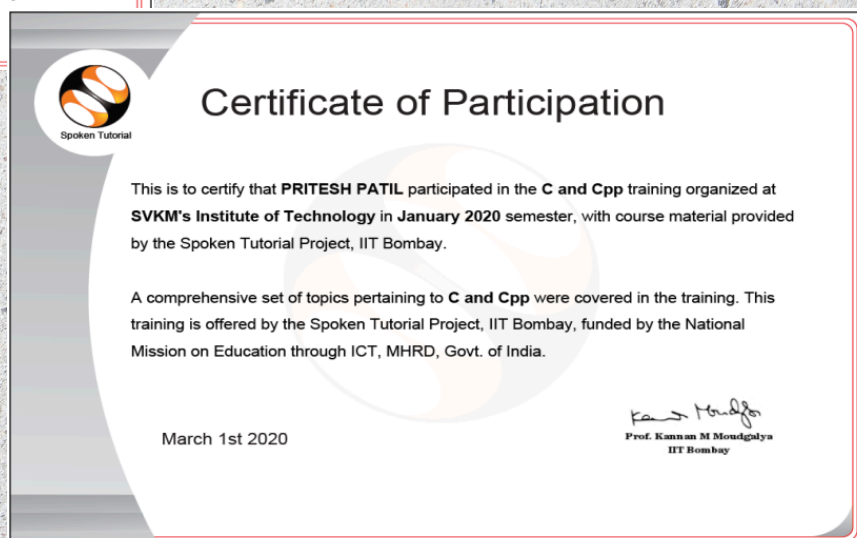 Spoken Tutorial
Certificate of Participation
This is to certify that PRITESH PATIL participated in the C and Cpp training organized at
SVKM's Institute of Technology in January 2020 semester, with course material provided
by the Spoken Tutorial Project, IIT Bombay.
A comprehensive set of topics pertaining to C and Cpp were covered in the training. This
training is offered by the Spoken Tutorial Project, IIT Bombay, funded by the National
Mission on Education through ICT, MHRD, Govt. of India.
March 1st 2020
Prof. Kannan M Moudgalya
IIT Bombay